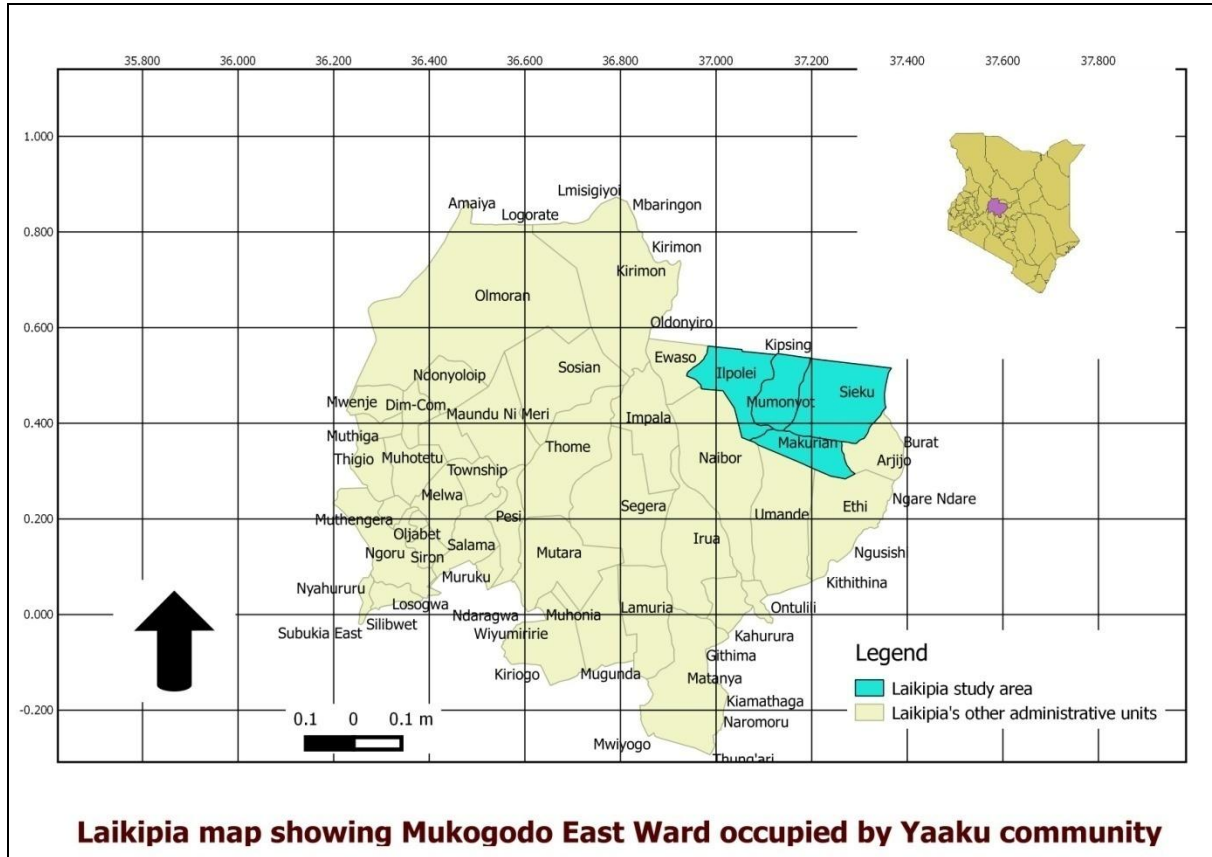 35.800 36.000 36.200 36.400 36.600 36.800 37.000 37.200 37.400 37.600 37.800
1.000
0.800
0.600
0.400
0.200
0.000
-0.200
Lmisigiyoi
Amaiya
Logorate
Mbaringon
Kirimon
Kirimon
Olmoran
Oldonyiro
Kipsing
Ewaso
Ilpolei
Sosian
Ndonyoloip
Sieku
Mwenje
Dim-Com
Mumonyot
Maundu Ni Meri
Impala
Muthiga
Makurian
Burat
Thome
Thigio
Muhotetu
Naibor
Arjijo
Township
Melwa
Ngare Ndare
Segera
Ethi
Muthengera
Pesi
Umande
Oljabet
Irua
Salama
Ngoru
Siron
Mutara
Ngusish
Muruku
Kithithina
Nyahururu
Losogwa
Ndaragwa
Muhonia
Lamuria
Ontulili
Silibwet
Subukia East
Wiyumiririe
Kahurura
Githima
Kiriogo
Mugunda
Matanya
Kiamathaga
Naromoru
Mwiyogo
Thung'ari
0.1 0 0.1 m
Legend
Laikipia study area
Laikipia's other administrative units
Laikipia map showing Mukogodo East Ward occupied by Yaaku community